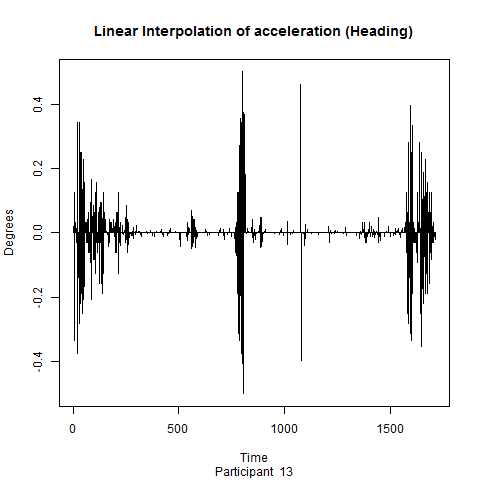 Linear Interpolation of acceleration (Heading)
Degrees
0.4
0.2
0.0
-0.2
-0.4
0 500 1000 1500
Time
Participant 13